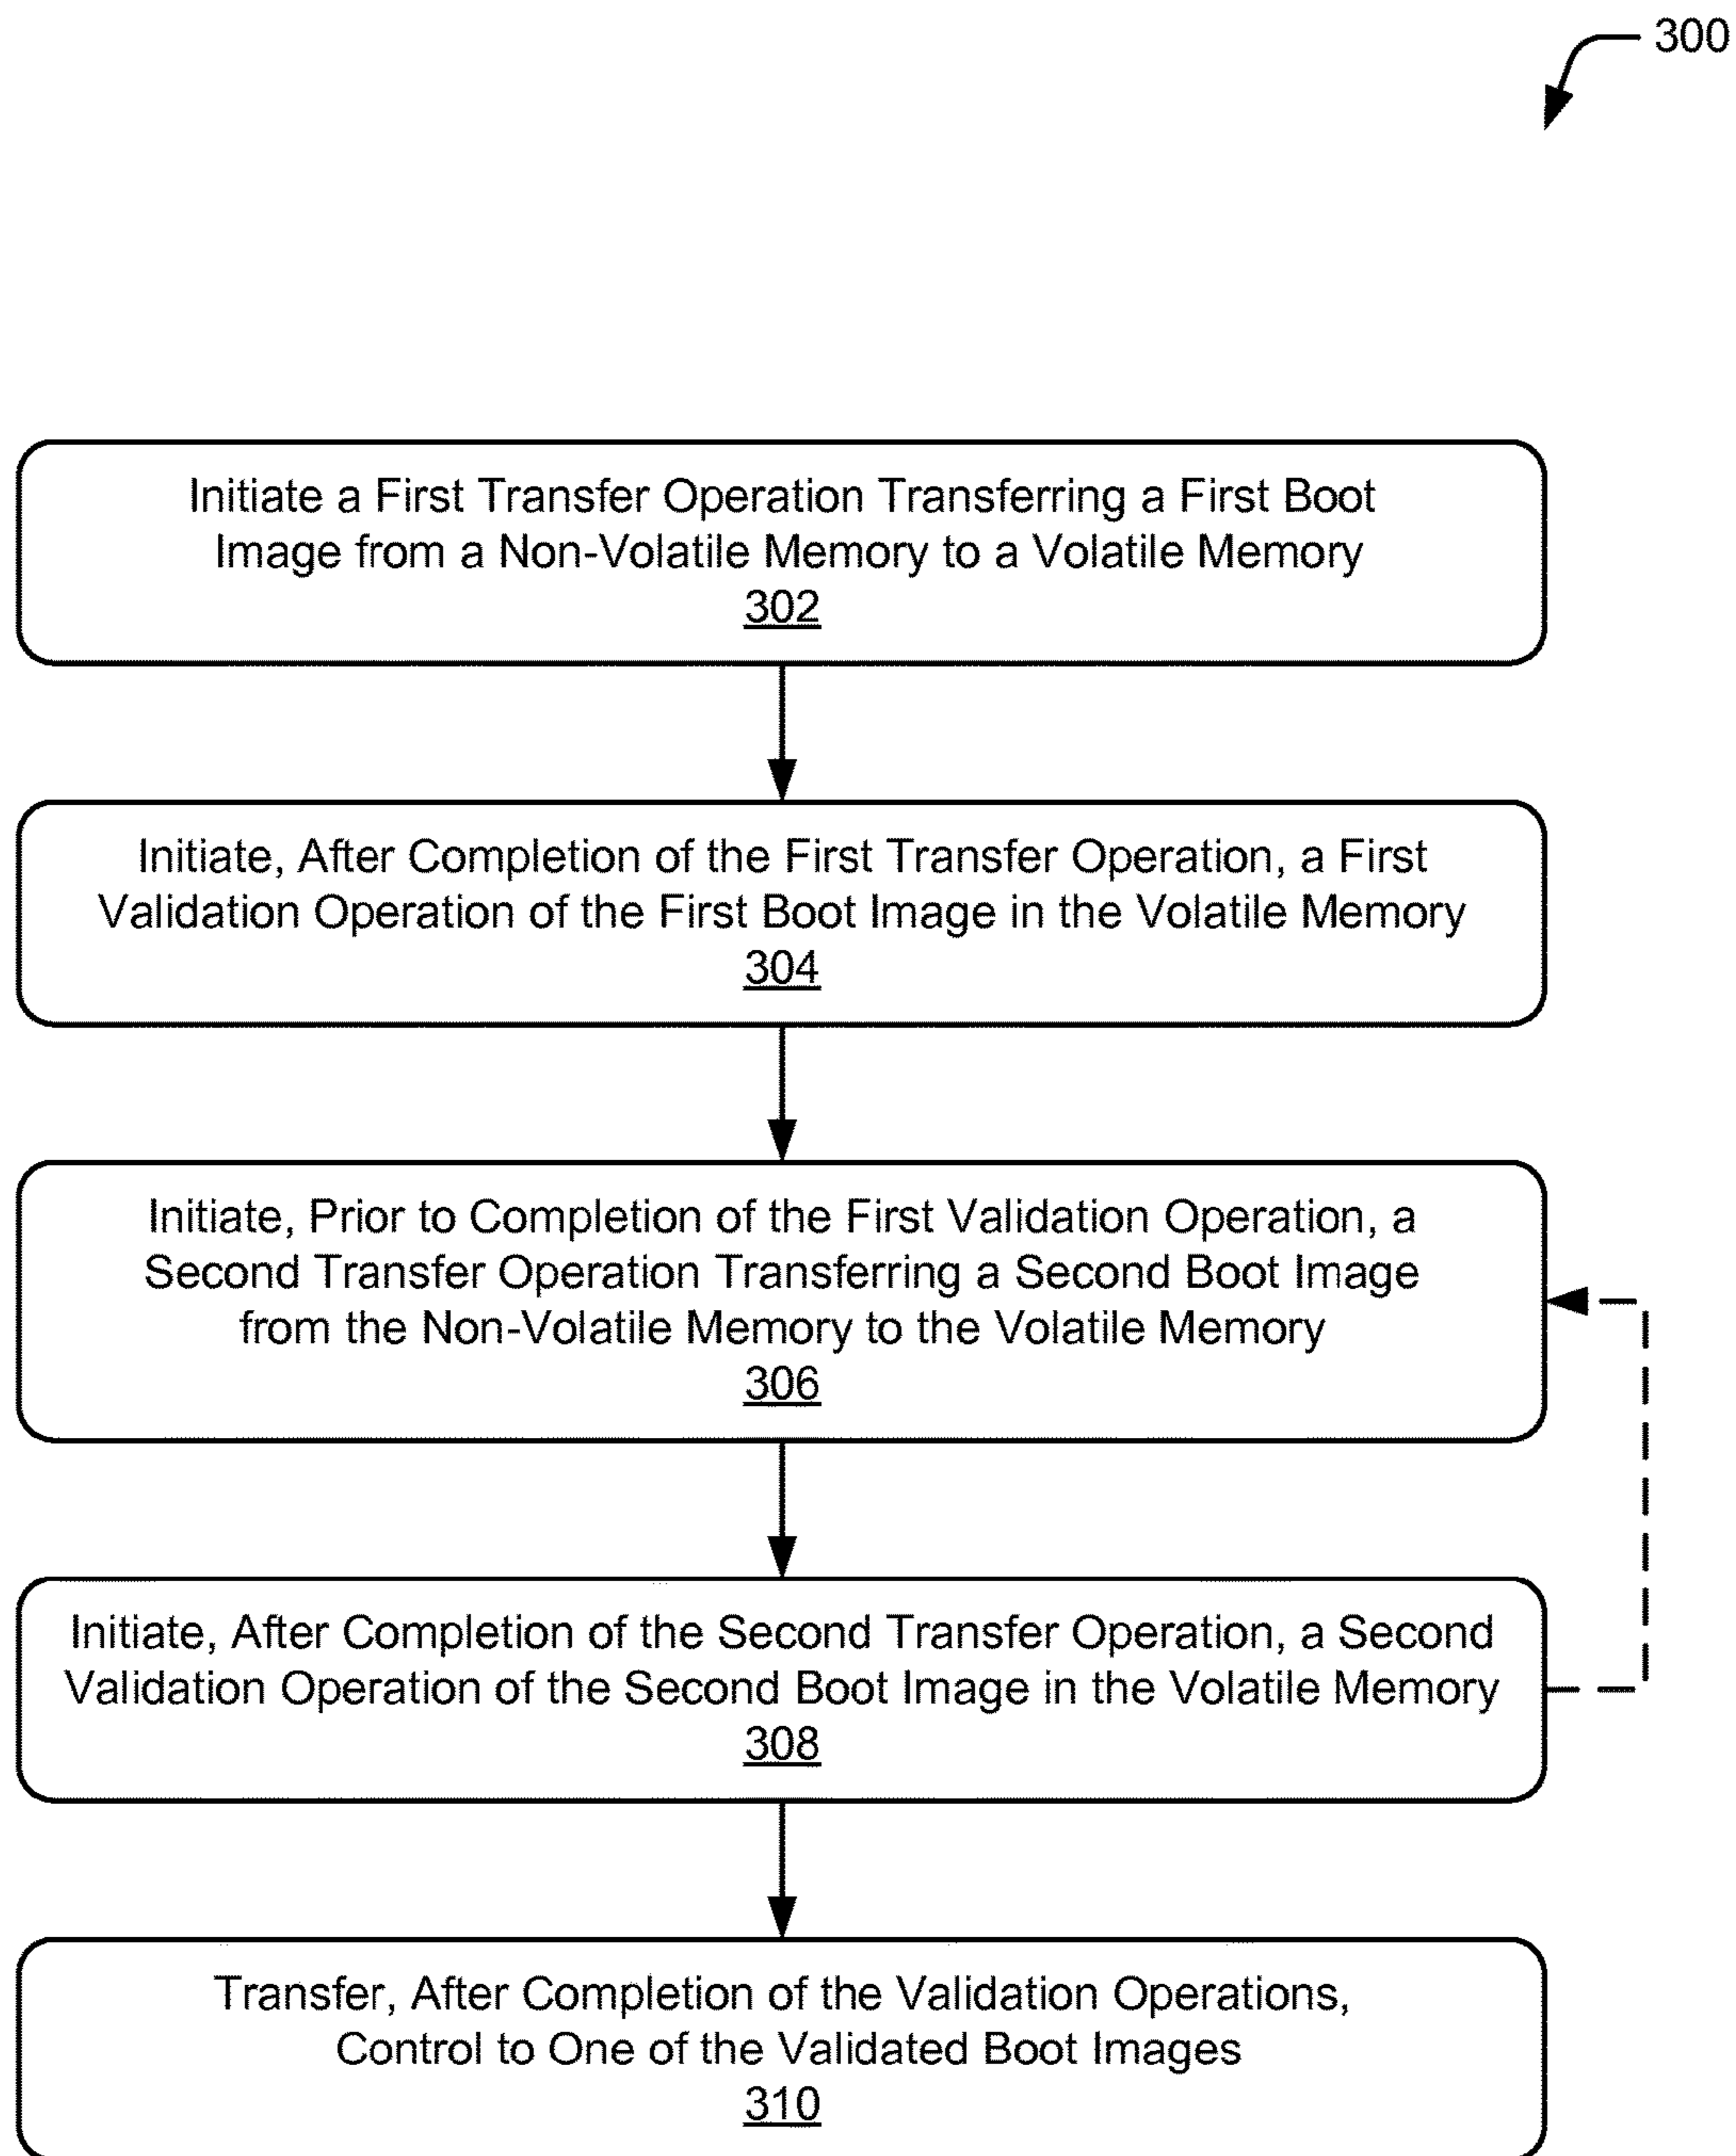 300
Initiate a First Transfer Operation Transferring a First Boot
Image from a Non-Volatile Memory to a Volatile Memory
302
Initiate, After Completion of the First Transfer Operation, a First
Validation Operation of the First Boot Image in the Volatile Memory
304
Initiate, Prior to Completion of the First Validation Operation, a
Second Transfer Operation Transferring a Second Boot Image
from the Non-Volatile Memory to the Volatile Memory
306
Initiate, After Completion of the Second Transfer Operation, a Second
Validation Operation of the Second Boot Image in the Volatile Memory
308
Transfer, After Completion of the Validation Operations,
Control to One of the Validated Boot Images
310